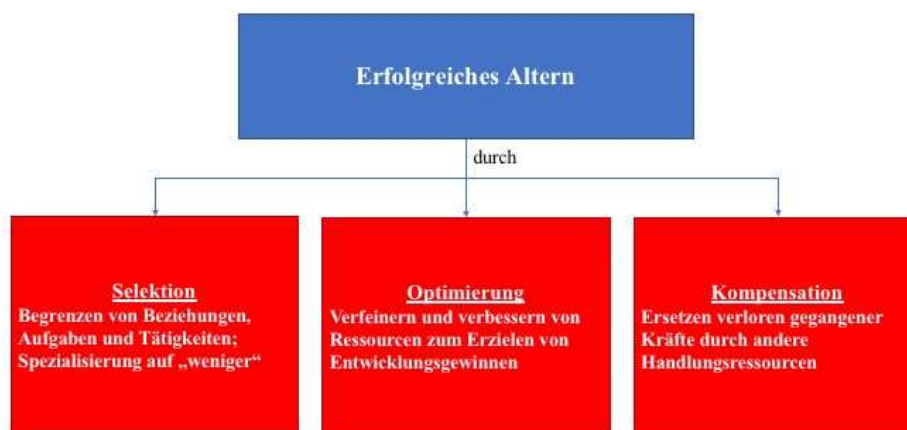 Erfolgreiches Altern
durch
Selektion
Begrenzen von Beziehungen,
Aufgaben und Tätigkeiten;
Spezialisierung auf „weniger“
Optimierung
Verfeinern und verbessern von
Ressourcen zum Erzielen von
Entwicklungsgewinnen
Kompensation
Ersetzen verloren gegangener
Kräfte durch andere
Handlungsressourcen